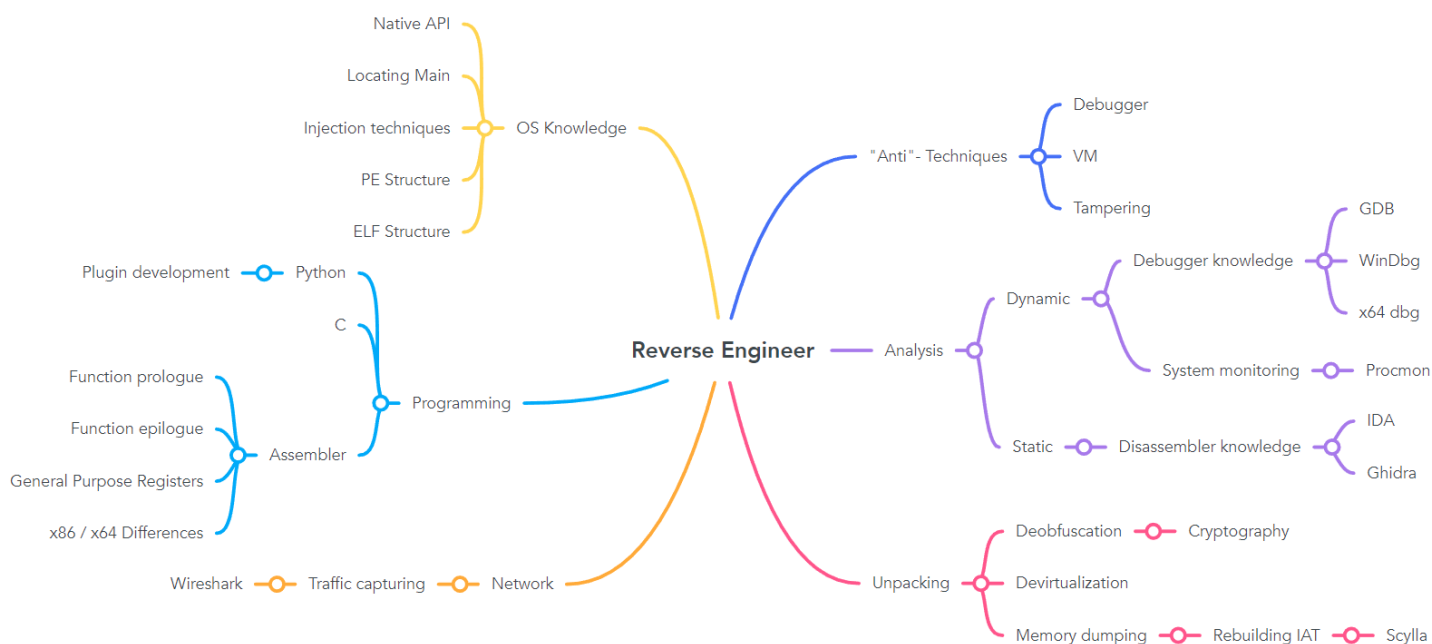 Native API
Locating Main
Injection techniques
OS Knowledge
PE Structure
ELF Structure
Plugin development
Python
C
Function prologue
Programming
Function epilogue
Assembler
General Purpose Registers
x86 / x64 Differences
Wireshark
Traffic capturing
Network
Reverse Engineer
Debugger
"Anti"- Techniques
VM
Tampering
GDB
Debugger knowledge
WinDbg
Dynamic
x64 dbg
Analysis
System monitoring
Procmon
IDA
Static
Disassembler knowledge
Ghidra
Deobfuscation
Cryptography
Unpacking
Devirtualization
Memory dumping
Rebuilding IAT
Scylla